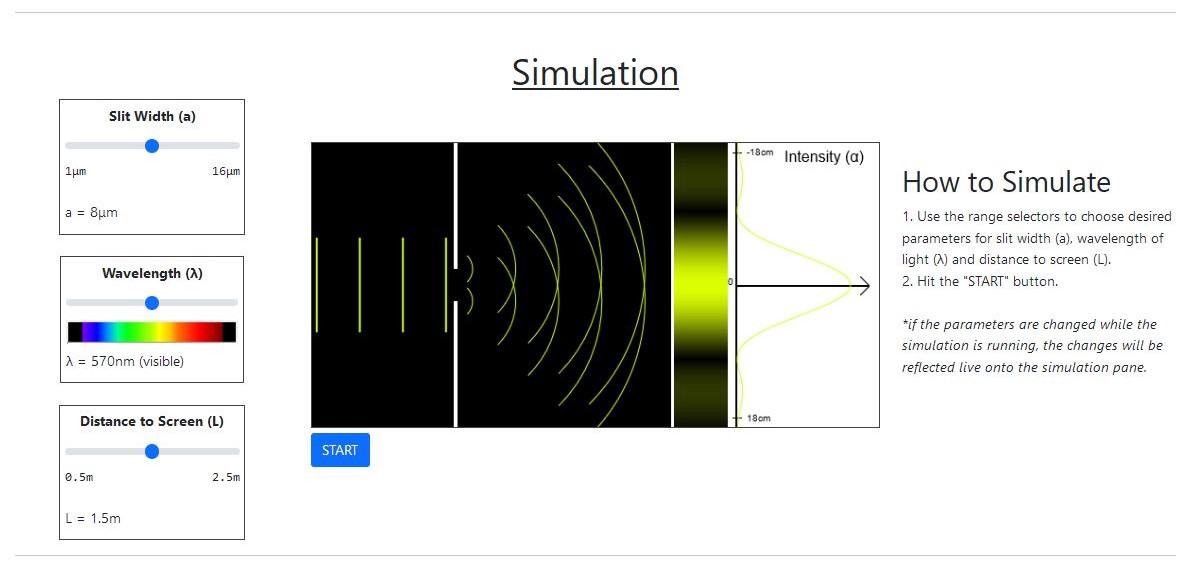 Simulation
Slit Width (a)
1μm 16μm
a = 8μm
Wavelength (λ)
λ = 570nm (visible)
Distance to Screen (L)
0.5m 2.5m
L = 1.5m
-18cm
Intensity (α)
0
18cm
START
How to Simulate
1. Use the range selectors to choose desired
parameters for slit width (a), wavelength of
light (λ) and distance to screen (L).
2. Hit the "START" button.
*if the parameters are changed while the
simulation is running, the changes will be
reflected live onto the simulation pane.